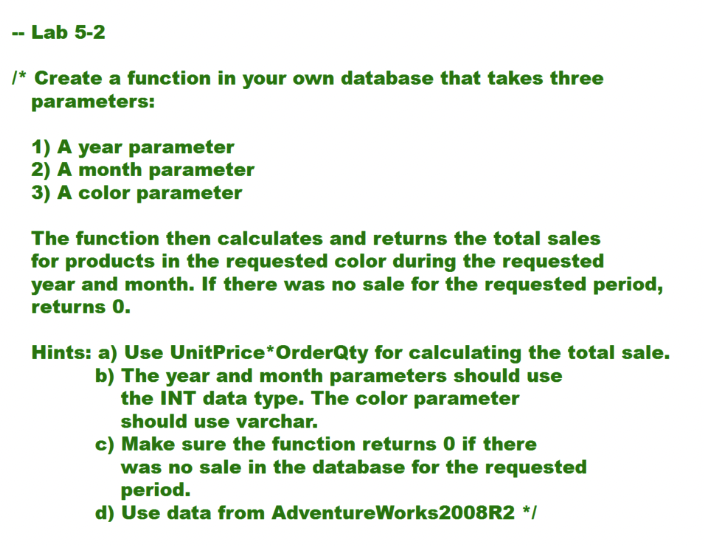 -- Lab 5-2
/* Create a function in your own database that takes three
parameters:
1) A year parameter
2) A month parameter
3) A color parameter
The function then calculates and returns the total sales
for products in the requested color during the requested
year and month. If there was no sale for the requested period,
returns 0.
Hints: a) Use UnitPrice*OrderQty for calculating the total sale.
b) The year and month parameters should use
the INT data type. The color parameter
should use varchar.
c) Make sure the function returns 0 if there
was no sale in the database for the requested
period.
d) Use data from AdventureWorks2008R2 */